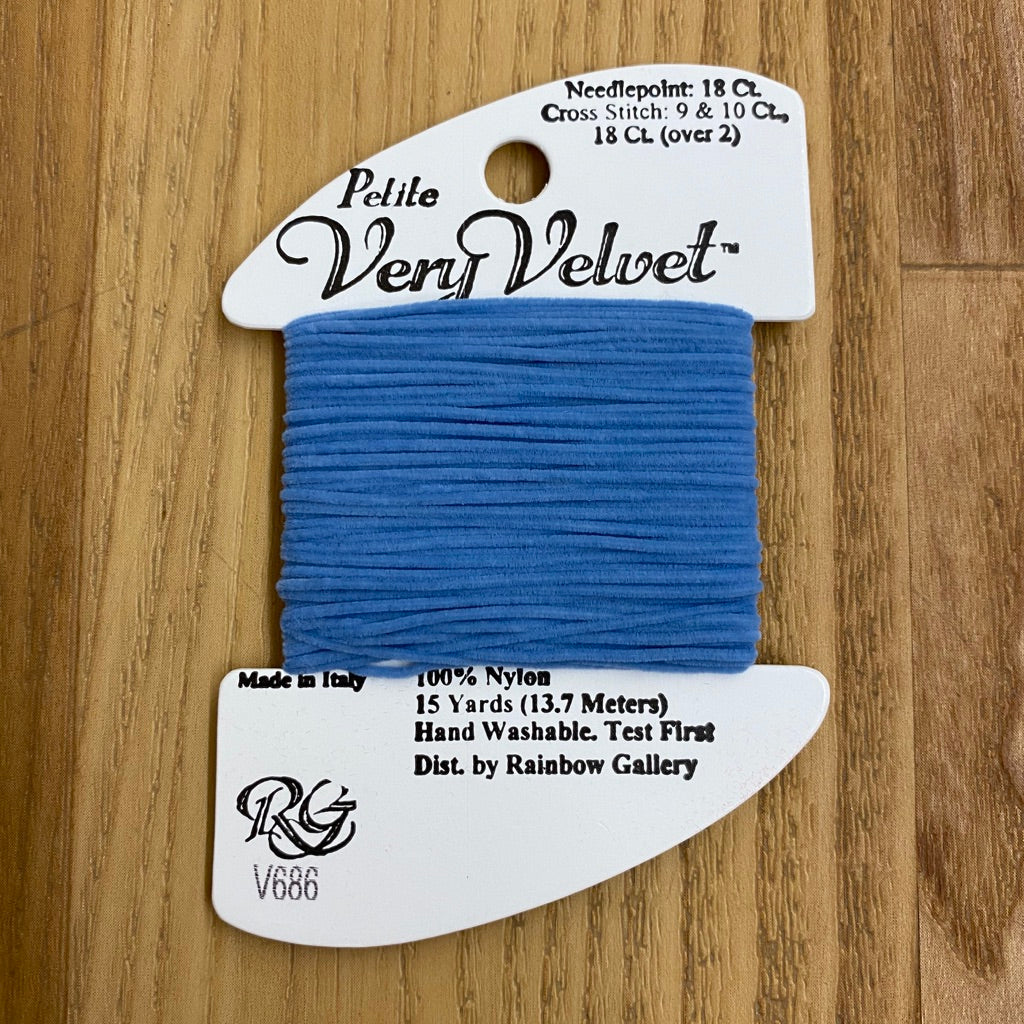 Needlepoint: 18 Ct.
Cross Stitch: 9 & 10 Ct.,
18 Ct. (over 2)
Petite
Very Velvet™
Made in Italy
100% Nylon
15 Yards (13.7 Meters)
Hand Washable. Test First
Dist. by Rainbow Gallery
RG
V686